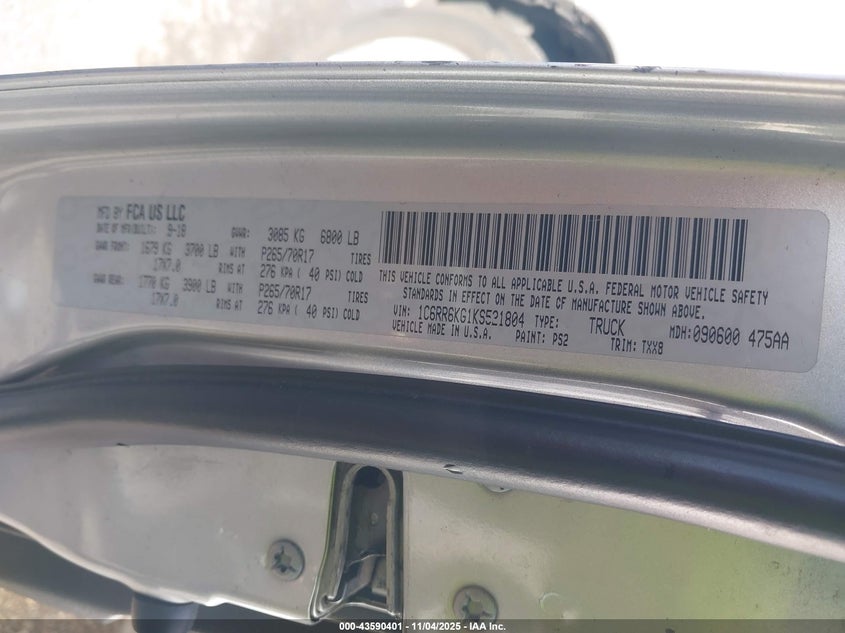 MFD BY FCA US LLC
DATE OF MFR(BUILT): 9-18 GVWR: 3085 KG 6800 LB
GAWR FRONT: 1679 KG 3700 LB WITH P265/70R17 TIRES
17X7.0 RIMS AT 276 KPA ( 40 PSI) COLD
GAWR REAR: 1770 KG 3900 LB WITH P265/70R17 TIRES
17X7.0 RIMS AT 276 KPA ( 40 PSI) COLD
THIS VEHICLE CONFORMS TO ALL APPLICABLE U.S.A. FEDERAL MOTOR VEHICLE SAFETY
STANDARDS IN EFFECT ON THE DATE OF MANUFACTURE SHOWN ABOVE.
VIN: 1C6RR6KG1KS521804 TYPE: TRUCK MDH: 090600 475AA
VEHICLE MADE IN U.S.A. PAINT: PS2 TRIM: TXX8
000-43590401 - 11/04/2025 - IAA Inc.